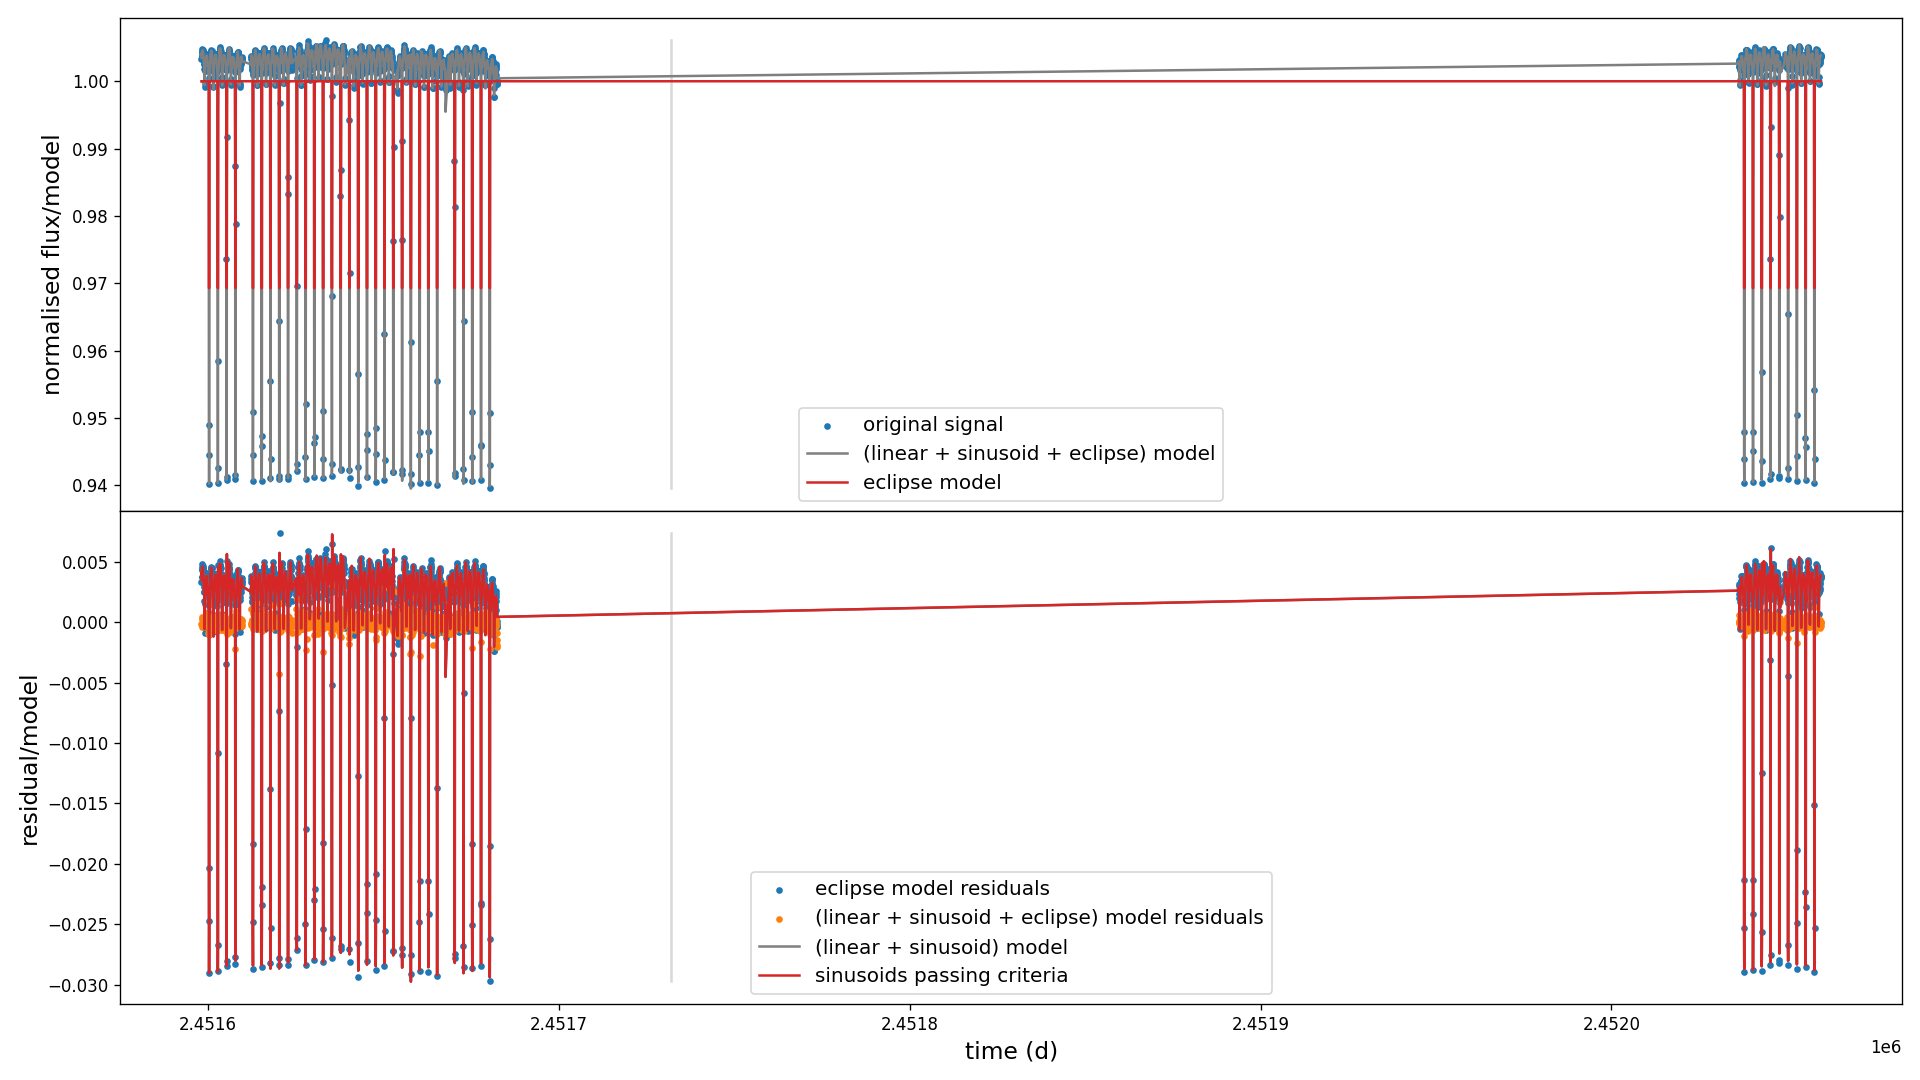 normalised flux/model
1.00
0.99
0.98
0.97
0.96
0.95
0.94
original signal
(linear + sinusoid + eclipse) model
eclipse model
residual/model
0.005
0.000
−0.005
−0.010
−0.015
−0.020
−0.025
−0.030
eclipse model residuals
(linear + sinusoid + eclipse) model residuals
(linear + sinusoid) model
sinusoids passing criteria
2.4516 2.4517 2.4518 2.4519 2.4520
1e6
time (d)